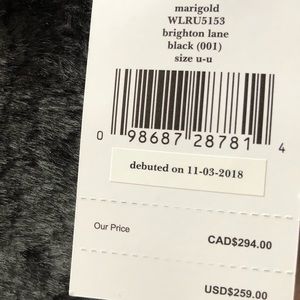 marigold
WLRU5153
brighton lane
black (001)
size u-u
0 98687 28781 4
debuted on 11-03-2018
Our Price
CAD$294.00
USD$259.00